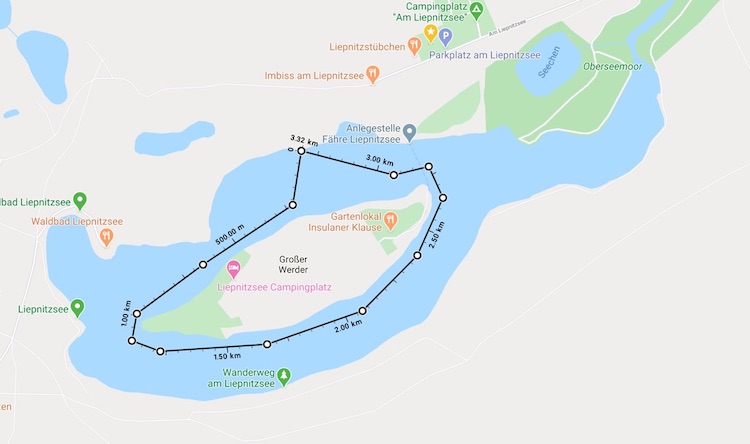 Campingplatz
"Am Liepnitzsee"
Am Liepnitzsee
Liepnitzstübchen
Parkplatz am Liepnitzsee
Imbiss am Liepnitzsee
Seechen
Oberseemoor
Anlegestelle
Fähre Liepnitzsee
3.32 km
0
3.00 km
dbad Liepnitzsee
Waldbad Liepnitzsee
Gartenlokal
Insulaner Klause
500.00 m
2.50 km
Großer
Werder
Liepnitzsee Campingplatz
Liepnitzsee
1.00 km
2.00 km
1.50 km
Wanderweg
am Liepnitzsee
ten